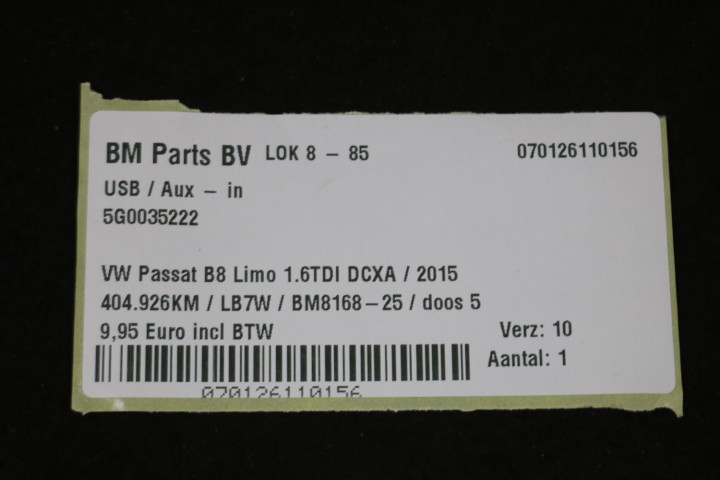 BM Parts BV LOK 8 - 85 070126110156
USB / Aux - in
5G0035222
VW Passat B8 Limo 1.6TDI DCXA / 2015
404.926KM / LB7W / BM8168-25 / doos 5
9,95 Euro incl BTW Verz: 10
Aantal: 1
070126110156